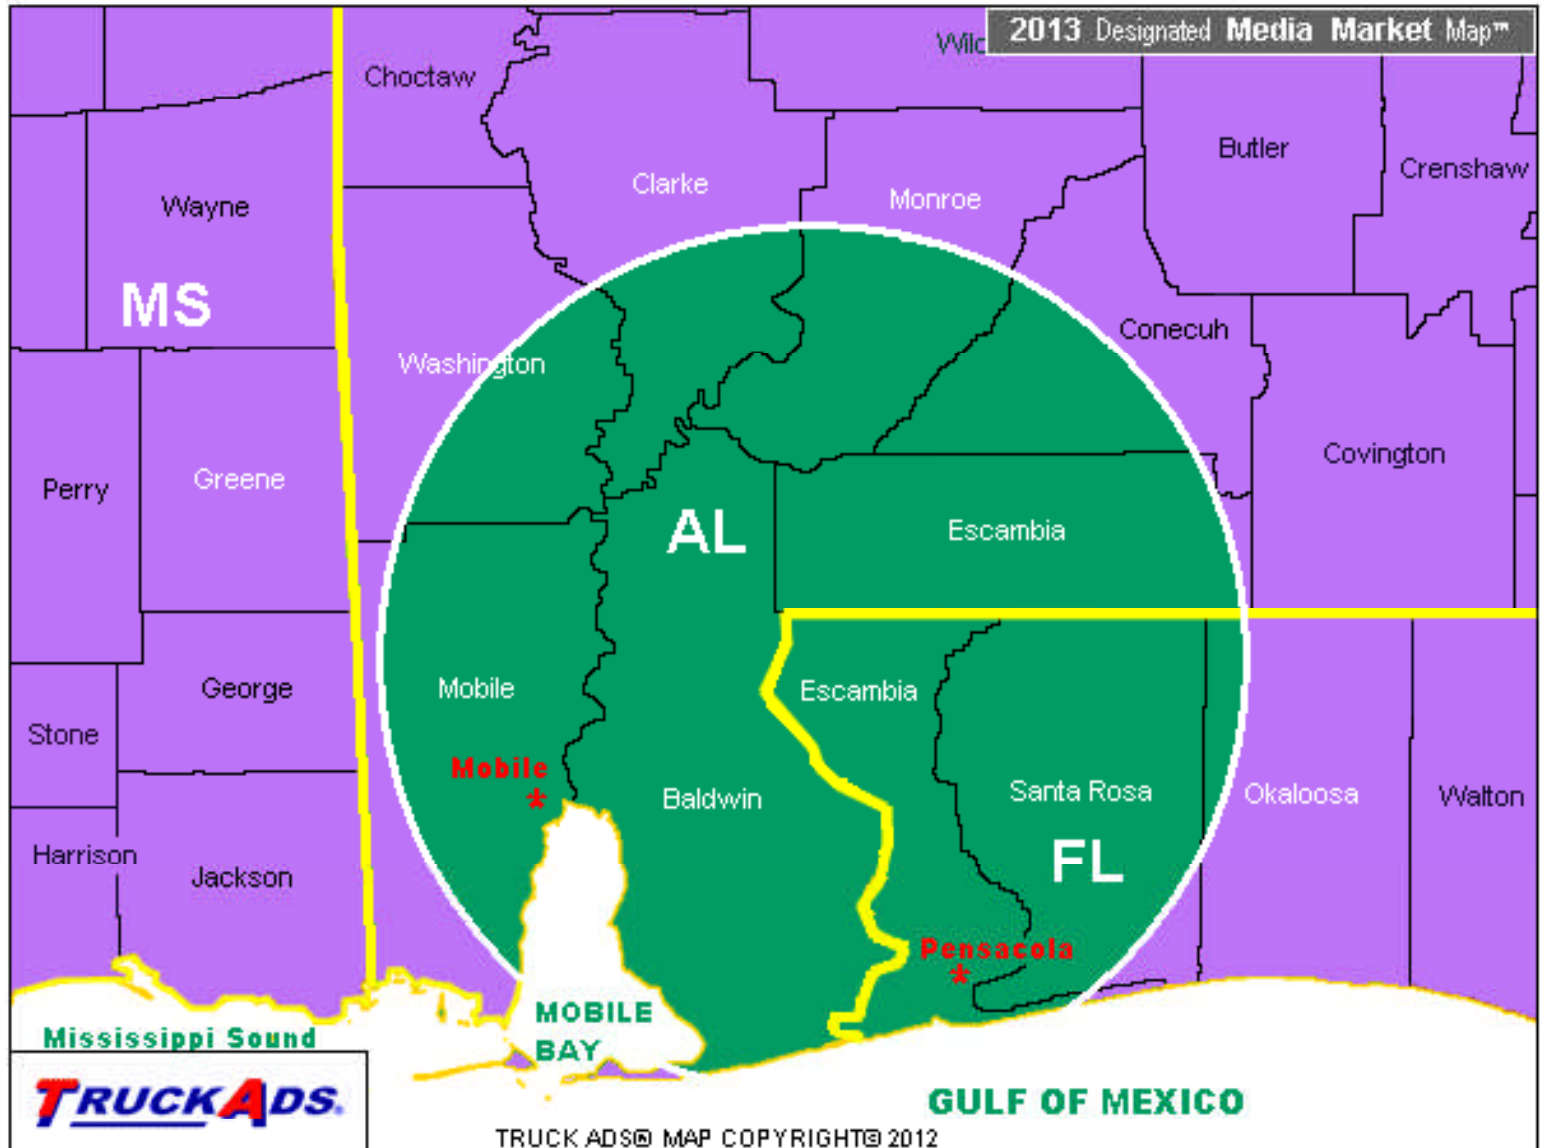 2013 Designated Media Market Map™
Wilc
Choctaw
Butler
Crenshaw
Clarke
Monroe
Wayne
MS
Conecuh
Washington
Covington
Perry
Greene
AL
Escambia
George
Mobile
Escambia
Stone
Mobile
Baldwin
Santa Rosa
Okaloosa
Walton
Harrison
Jackson
FL
Pensacola
MOBILE
BAY
Mississippi Sound
TRUCKADS®
GULF OF MEXICO
TRUCK ADS® MAP COPYRIGHT© 2012